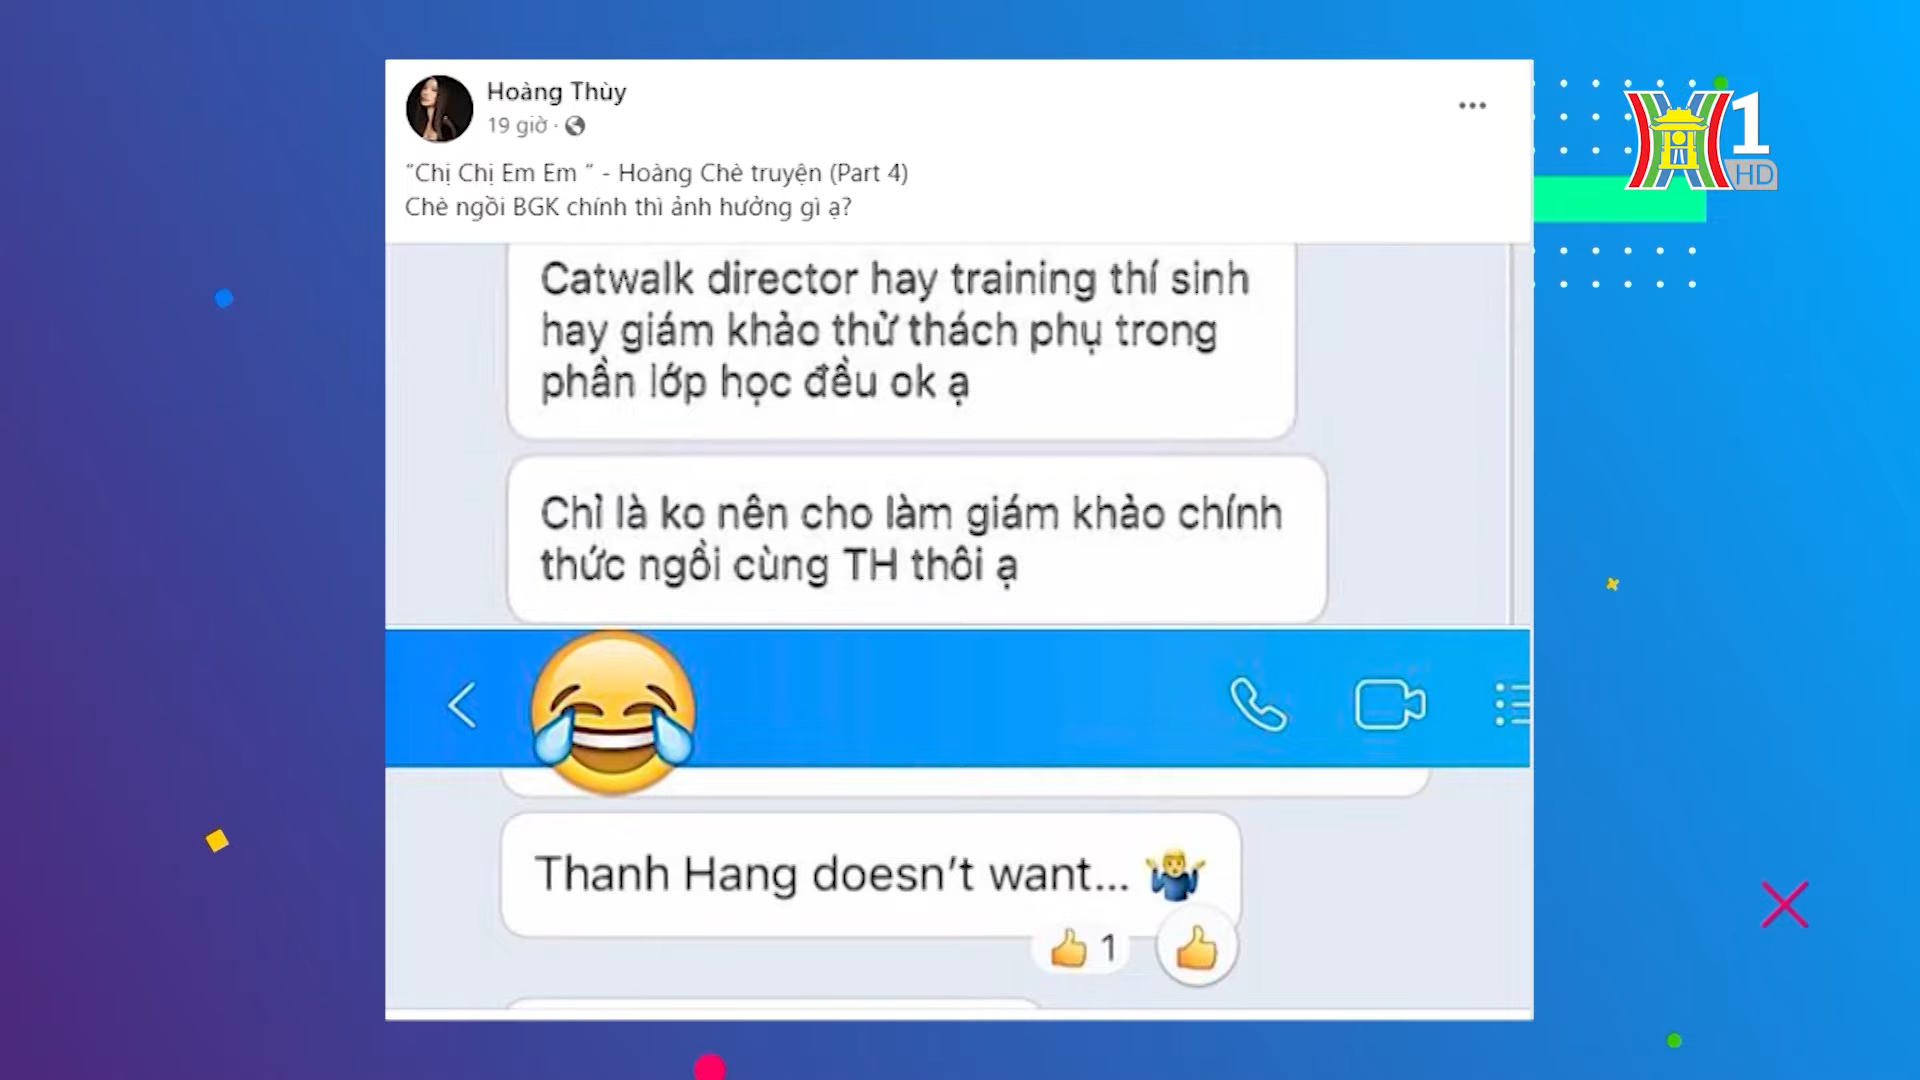 Hoàng Thùy
19 giờ ·
“Chị Chị Em Em ” - Hoàng Chè truyện (Part 4)
Chè ngồi BGK chính thì ảnh hưởng gì ạ?
Catwalk director hay training thí sinh
hay giám khảo thử thách phụ trong
phần lớp học đều ok ạ
Chỉ là ko nên cho làm giám khảo chính
thức ngồi cùng TH thôi ạ
Thanh Hang doesn’t want... 🤷‍♂️
👍 1
H1
HD